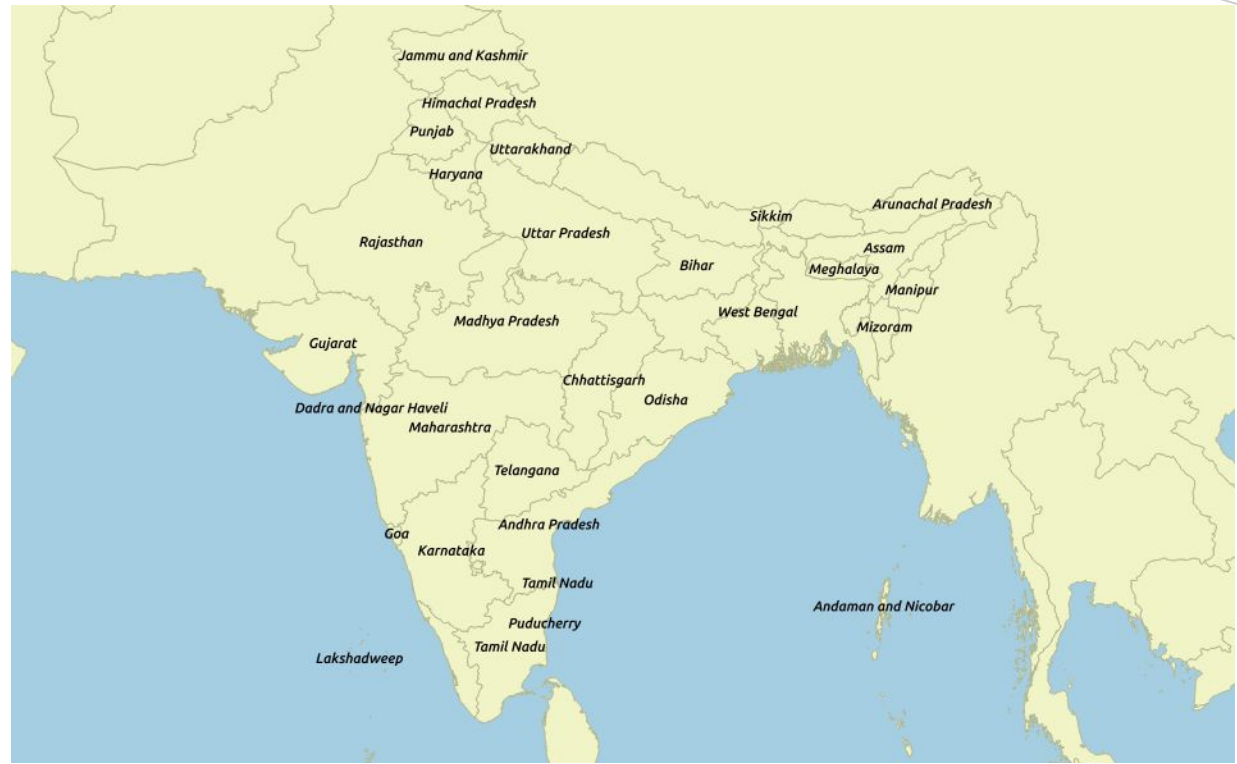 Jammu and Kashmir
Himachal Pradesh
Punjab
Uttarakhand
Haryana
Sikkim
Arunachal Pradesh
Rajasthan
Uttar Pradesh
Assam
Bihar
Meghalaya
Manipur
Madhya Pradesh
West Bengal
Mizoram
Gujarat
Chhattisgarh
Odisha
Dadra and Nagar Haveli
Maharashtra
Telangana
Andhra Pradesh
Goa
Karnataka
Tamil Nadu
Andaman and Nicobar
Puducherry
Tamil Nadu
Lakshadweep